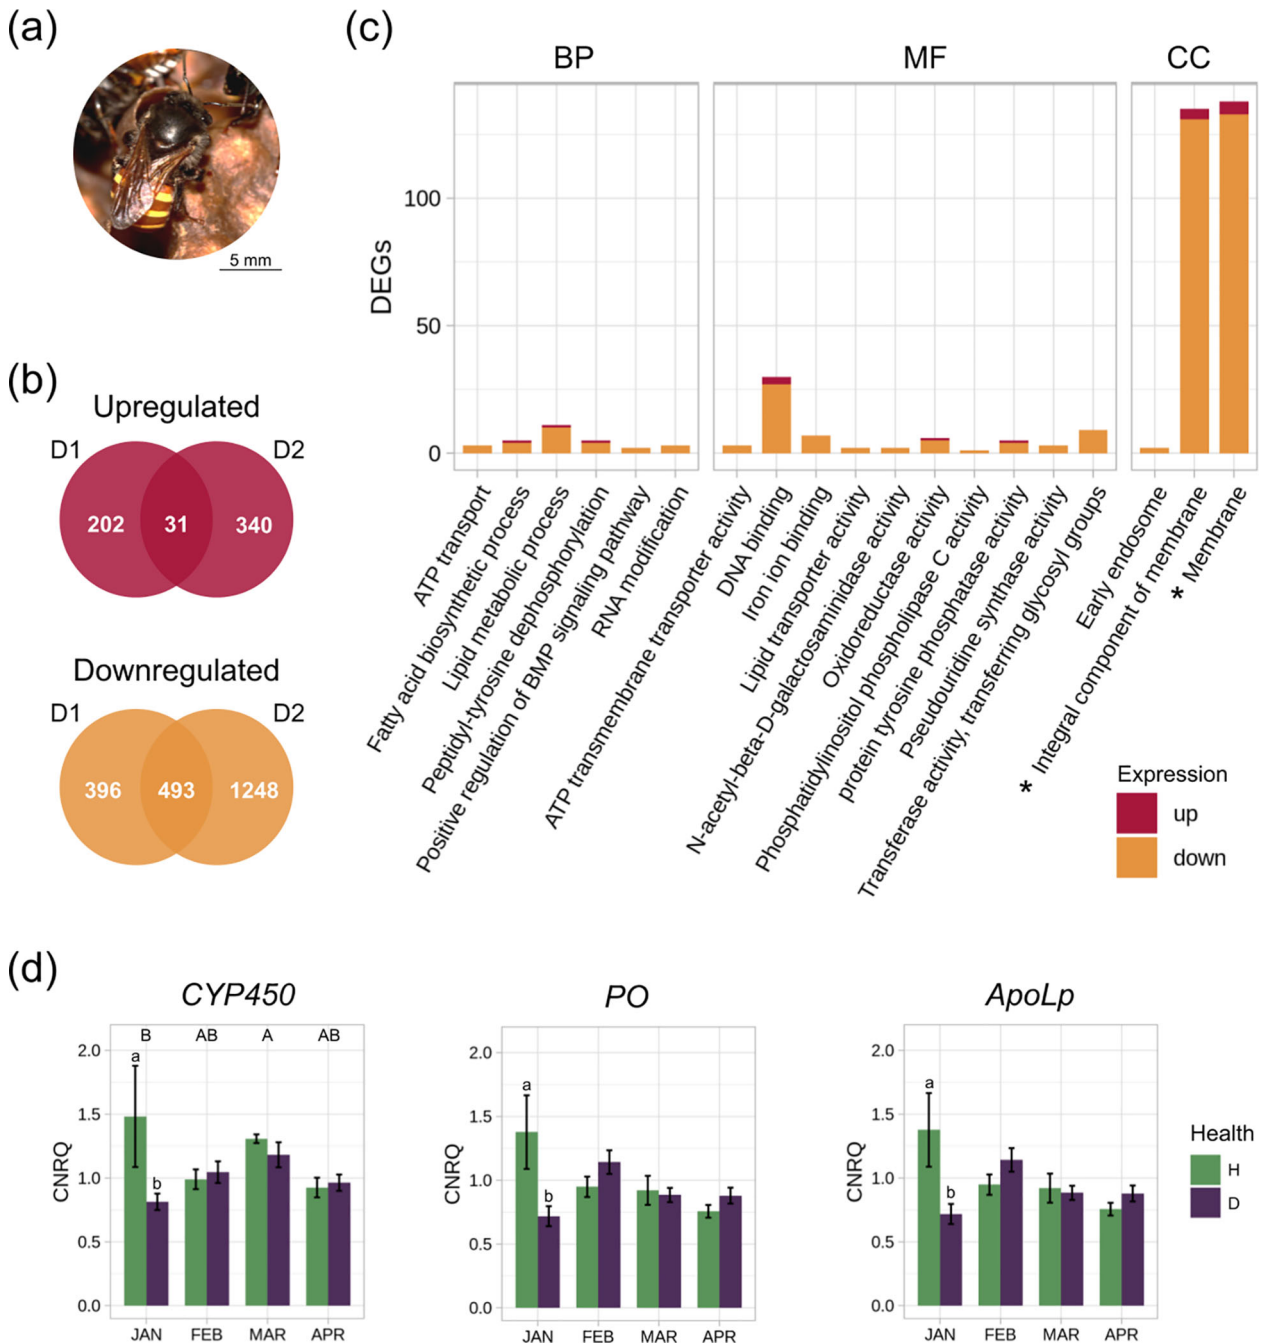 (a)
5 mm
(b)
Upregulated
D1
D2
202
31
340
Downregulated
D1
D2
396
493
1248
(c)
BP
MF
CC
DEGs
100
50
0
ATP transport
Fatty acid biosynthetic process
Lipid metabolic process
Peptidyl-tyrosine dephosphorylation
Positive regulation of BMP signaling pathway
RNA modification
ATP transmembrane transporter activity
DNA binding
Iron ion binding
Lipid transporter activity
N-acetyl-beta-D-galactosaminidase activity
Oxidoreductase activity
Phosphatidylinositol phospholipase C activity
protein tyrosine phosphatase activity
Pseudouridine synthase activity
Transferase activity, transferring glycosyl groups
Early endosome
* Integral component of membrane
* Membrane
Expression
up
down
(d)
CYP450
B AB A AB
CNRQ
2.0
1.5
1.0
0.5
0.0
a
b
JAN FEB MAR APR
PO
CNRQ
2.0
1.5
1.0
0.5
0.0
a
b
JAN FEB MAR APR
ApoLp
CNRQ
2.0
1.5
1.0
0.5
0.0
a
b
JAN FEB MAR APR
Health
H
D